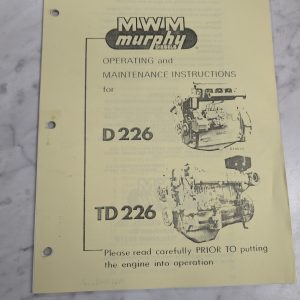 MWM
murphy
DIESEL
OPERATING and
MAINTENANCE INSTRUCTIONS
for
D 226
TD 226
Please read carefully PRIOR TO putting
the engine into operation